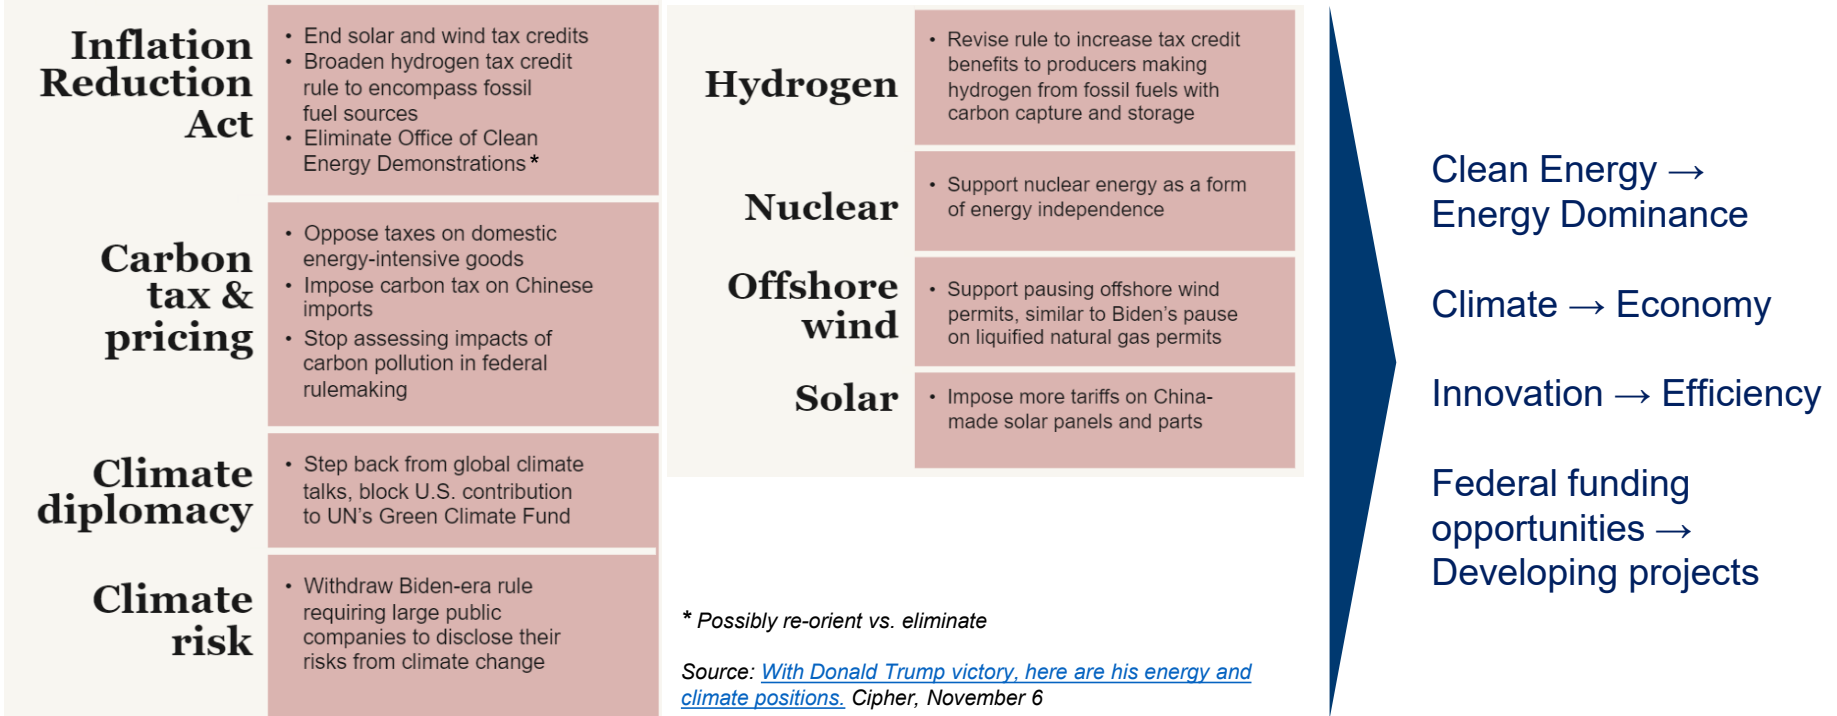 Inflation
Reduction
Act
• End solar and wind tax credits
• Broaden hydrogen tax credit
rule to encompass fossil
fuel sources
• Eliminate Office of Clean
Energy Demonstrations *
Carbon
tax &
pricing
• Oppose taxes on domestic
energy-intensive goods
• Impose carbon tax on Chinese
imports
• Stop assessing impacts of
carbon pollution in federal
rulemaking
Climate
diplomacy
• Step back from global climate
talks, block U.S. contribution
to UN's Green Climate Fund
Climate
risk
• Withdraw Biden-era rule
requiring large public
companies to disclose their
risks from climate change
Hydrogen
• Revise rule to increase tax credit
benefits to producers making
hydrogen from fossil fuels with
carbon capture and storage
Nuclear
• Support nuclear energy as a form
of energy independence
Offshore
wind
• Support pausing offshore wind
permits, similar to Biden's pause
on liquified natural gas permits
Solar
• Impose more tariffs on China-
made solar panels and parts
* Possibly re-orient vs. eliminate
Source: With Donald Trump victory, here are his energy and
climate positions. Cipher, November 6
Clean Energy →
Energy Dominance
Climate → Economy
Innovation → Efficiency
Federal funding
opportunities →
Developing projects